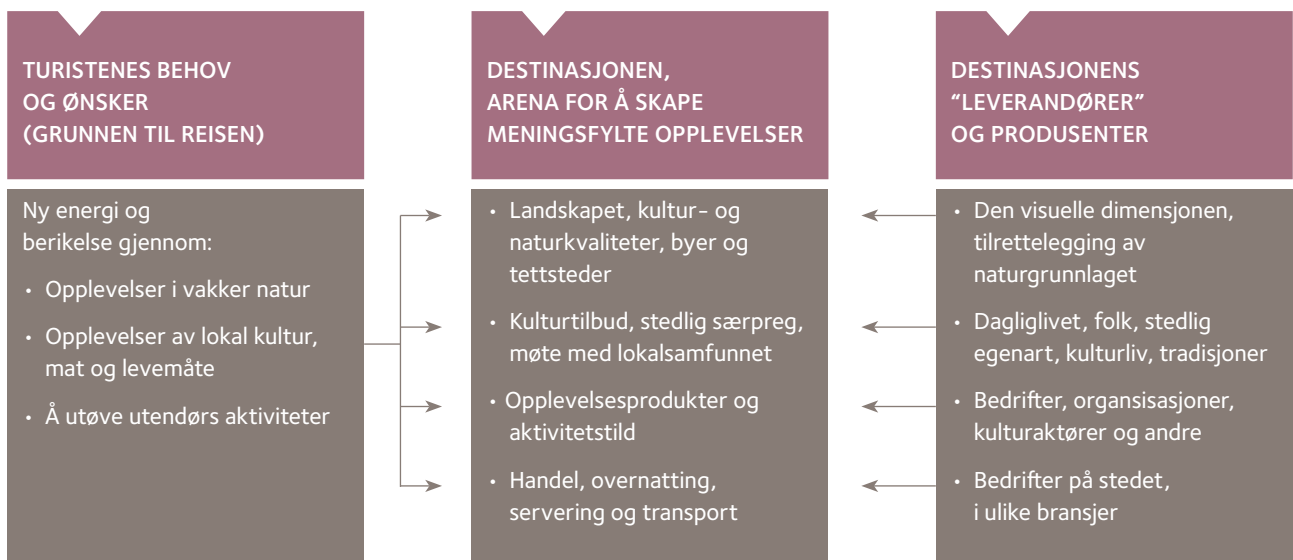 TURISTENES BEHOV
OG ØNSKER
(GRUNNEN TIL REISEN)
Ny energi og
berikelse gjennom:
• Opplevelser i vakker natur
• Opplevelser av lokal kultur,
mat og levemåte
• Å utøve utendørs aktiviteter
DESTINASJONEN,
ARENA FOR Å SKAPE
MENINGSFYLTE OPPLEVELSER
• Landskapet, kultur- og
naturkvaliteter, byer og
tettsteder
• Kulturtilbud, stedlig særpreg,
møte med lokalsamfunnet
• Opplevelsesprodukter og
aktivitetstild
• Handel, overnatting,
servering og transport
DESTINASJONENS
“LEVERANDØRER”
OG PRODUSENTER
• Den visuelle dimensjonen,
tilrettelegging av
naturgrunnlaget
• Dagliglivet, folk, stedlig
egenart, kulturliv, tradisjoner
• Bedrifter, organsisasjoner,
kulturaktører og andre
• Bedrifter på stedet,
i ulike bransjer